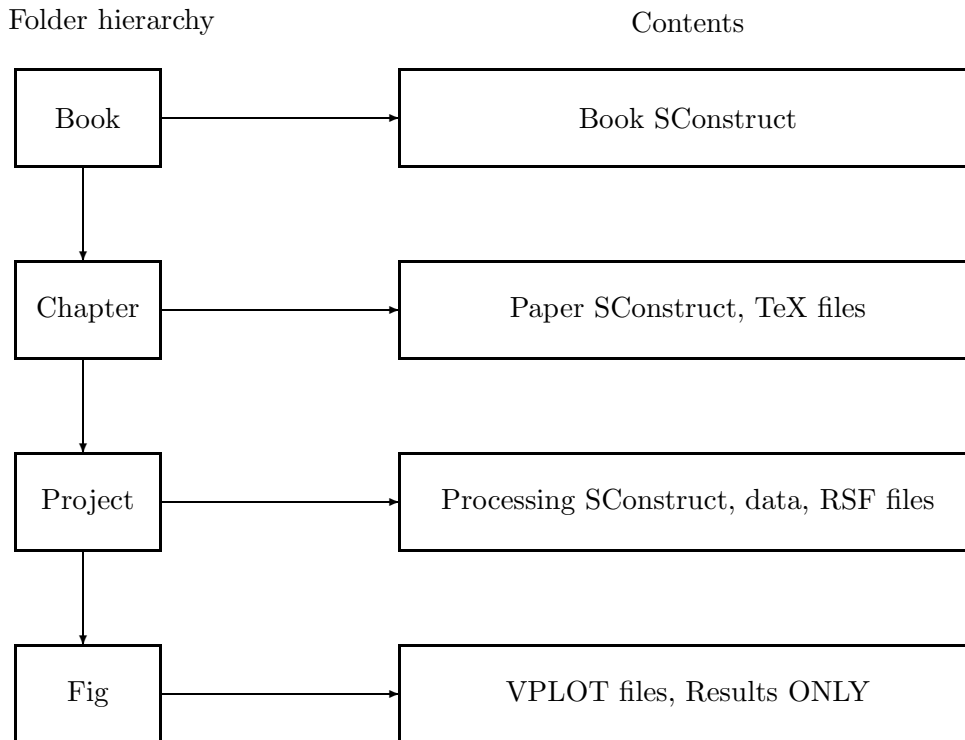 Folder hierarchy
Contents
Book
Book SConstruct
Chapter
Paper SConstruct, TeX files
Project
Processing SConstruct, data, RSF files
Fig
VPLOT files, Results ONLY